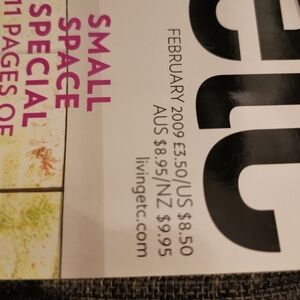 etc
FEBRUARY 2009 £3.50/US $8.50
AUS $8.95/NZ $9.95
livingetc.com
SMALL
SPACE
SPECIAL
11 PAGES OF